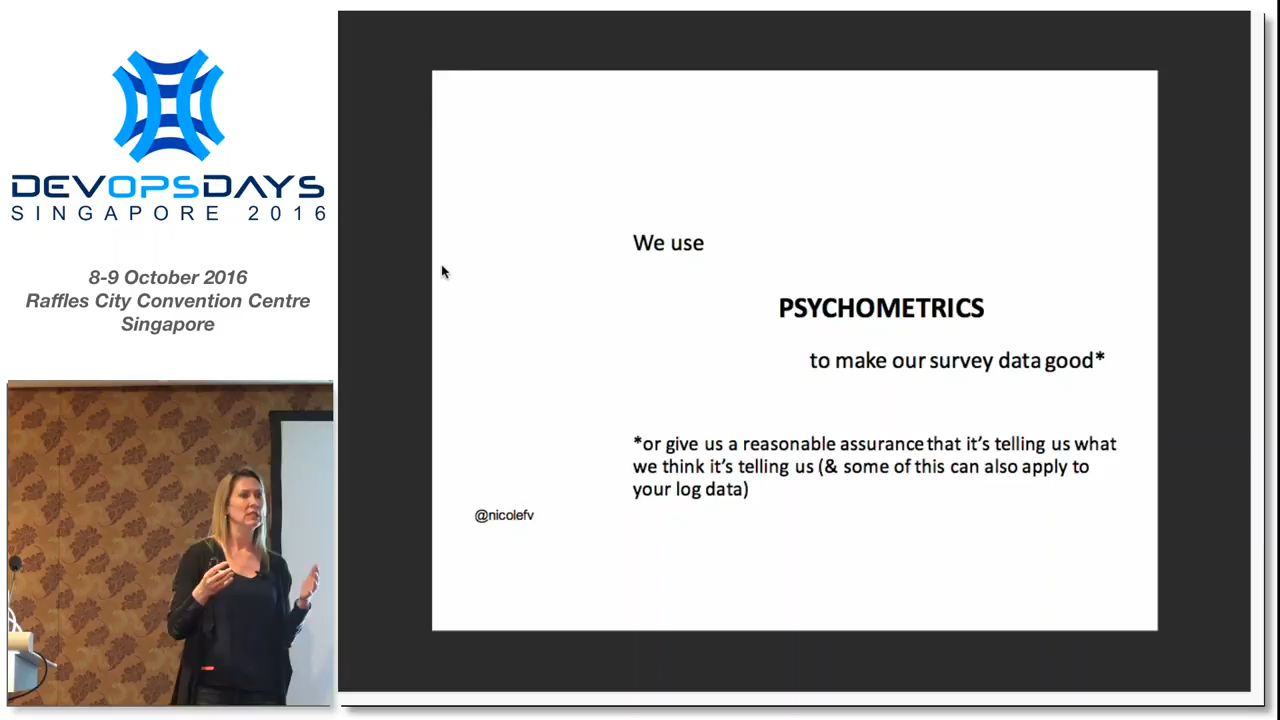 DEVOPSDAYS
SINGAPORE 2016
8-9 October 2016
Raffles City Convention Centre
Singapore
We use
PSYCHOMETRICS
to make our survey data good*
*or give us a reasonable assurance that it's telling us what
we think it's telling us (& some of this can also apply to
your log data)
@nicolefv